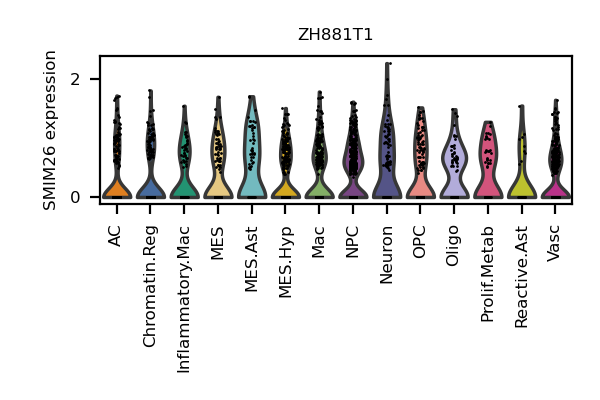 ZH881T1
SMIM26 expression
2
0
AC
Chromatin.Reg
Inflammatory.Mac
MES
MES.Ast
MES.Hyp
Mac
NPC
Neuron
OPC
Oligo
Prolif.Metab
Reactive.Ast
Vasc